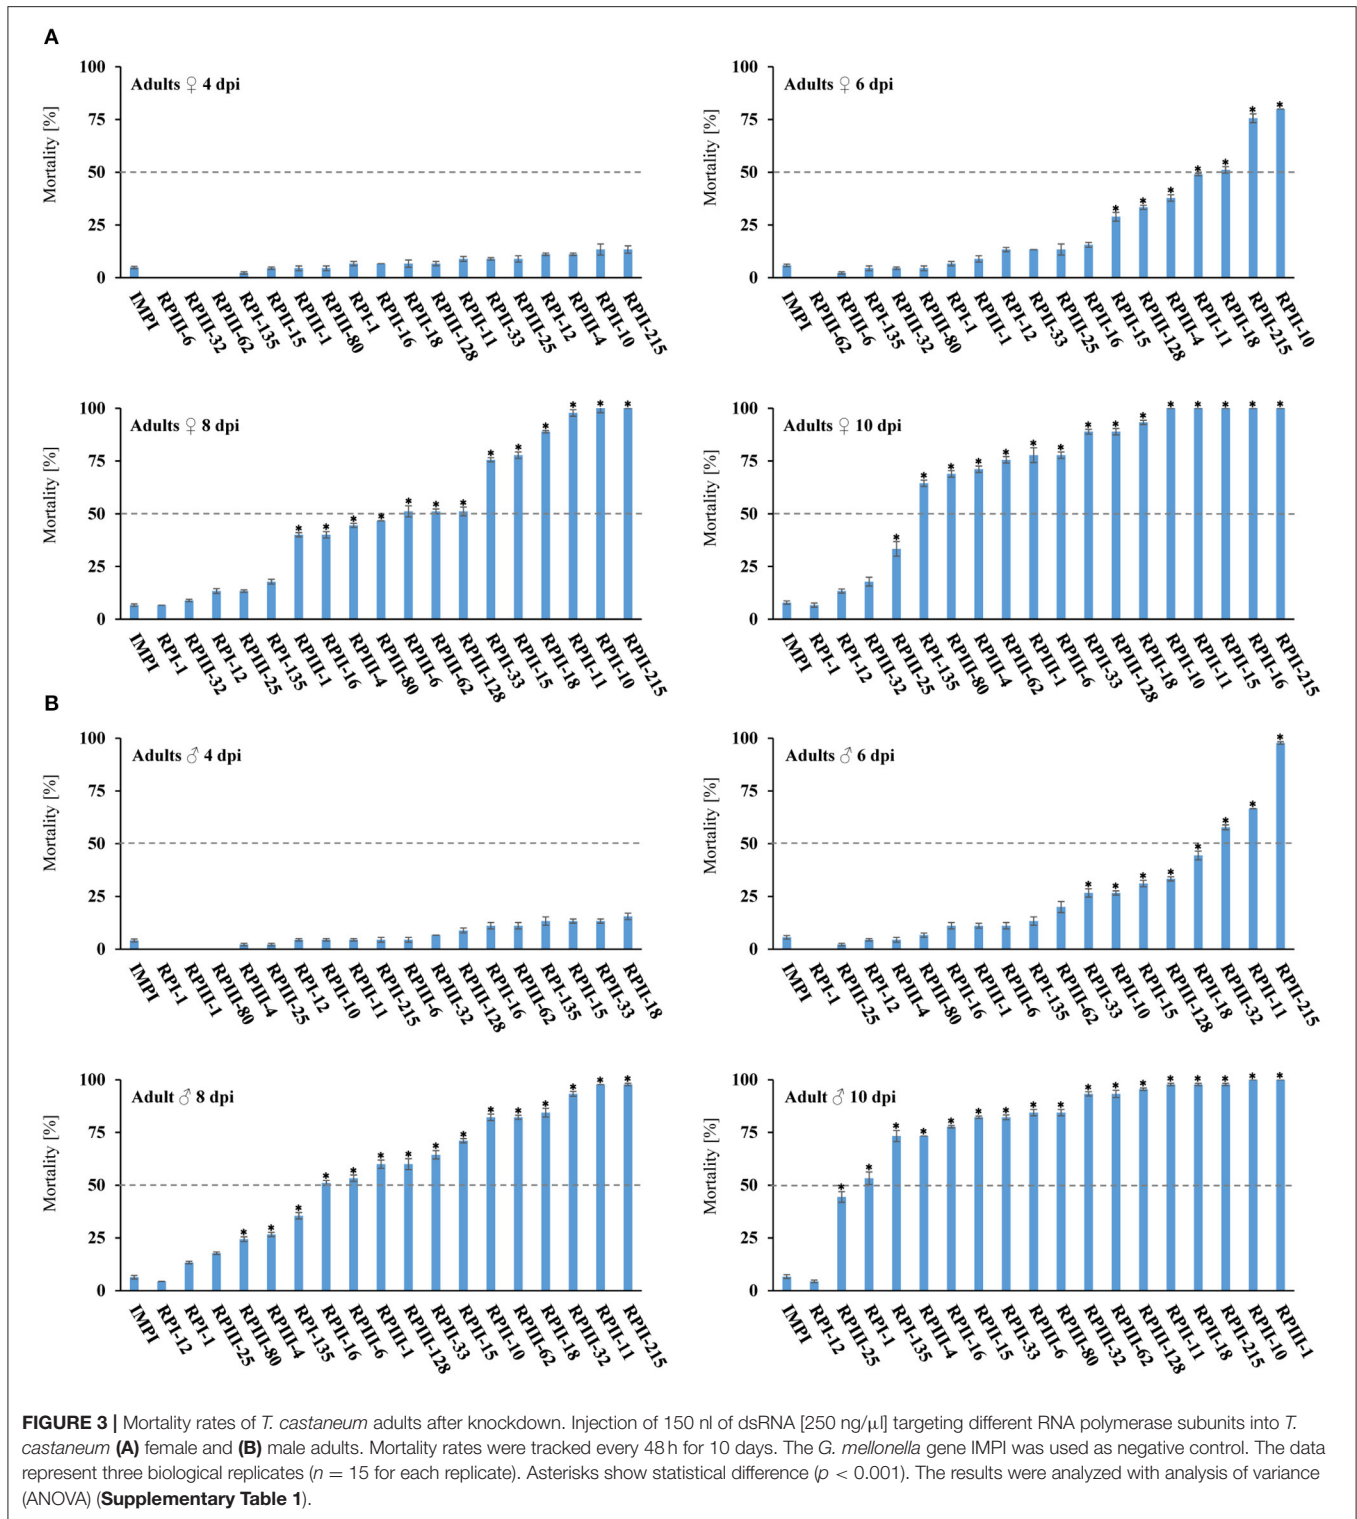 A
Adults ♀ 4 dpi
Mortality [%]
100
75
50
25
0
IMPI
RPIII-6
RPIII-32
RPIII-62
RPI-135
RPII-15
RPIII-1
RPIII-80
RPI-1
RPII-16
RPII-18
RPIII-128
RPII-11
RPII-33
RPIII-25
RPI-12
RPIII-4
RPII-10
RPII-215
Adults ♀ 6 dpi
Mortality [%]
100
75
50
25
0
IMPI
RPIII-62
RPIII-6
RPI-135
RPIII-32
RPIII-80
RPI-1
RPIII-1
RPI-12
RPII-33
RPIII-25
RPII-16
RPII-15
RPIII-128
RPIII-4
RPII-11
RPII-18
RPII-215
RPII-10
Adults ♀ 8 dpi
Mortality [%]
100
75
50
25
0
IMPI
RPI-1
RPIII-32
RPI-12
RPIII-25
RPI-135
RPIII-1
RPII-16
RPIII-4
RPIII-80
RPIII-6
RPIII-62
RPIII-128
RPII-33
RPII-15
RPII-18
RPII-11
RPII-10
RPII-215
Adults ♀ 10 dpi
Mortality [%]
100
75
50
25
0
IMPI
RPI-1
RPI-12
RPIII-32
RPIII-25
RPI-135
RPIII-80
RPIII-4
RPIII-62
RPIII-1
RPIII-6
RPII-33
RPIII-128
RPII-18
RPII-10
RPII-11
RPII-15
RPII-16
RPII-215
B
Adults ♂ 4 dpi
Mortality [%]
100
75
50
25
0
IMPI
RPI-1
RPIII-1
RPIII-80
RPIII-4
RPIII-25
RPI-12
RPII-10
RPII-11
RPII-215
RPIII-6
RPIII-32
RPIII-128
RPII-16
RPIII-62
RPI-135
RPII-15
RPII-33
RPII-18
Adults ♂ 6 dpi
Mortality [%]
100
75
50
25
0
IMPI
RPI-1
RPIII-25
RPI-12
RPIII-4
RPIII-80
RPII-16
RPIII-1
RPIII-6
RPI-135
RPIII-62
RPII-33
RPII-10
RPII-15
RPIII-128
RPII-18
RPIII-32
RPII-11
RPII-215
Adult ♂ 8 dpi
Mortality [%]
100
75
50
25
0
IMPI
RPI-12
RPI-1
RPIII-25
RPIII-80
RPIII-4
RPI-135
RPII-16
RPIII-6
RPIII-1
RPIII-128
RPII-33
RPII-15
RPII-10
RPIII-62
RPII-18
RPIII-32
RPII-11
RPII-215
Adult ♂ 10 dpi
Mortality [%]
100
75
50
25
0
IMPI
RPI-12
RPIII-25
RPI-1
RPI-135
RPIII-4
RPII-16
RPII-15
RPII-33
RPIII-6
RPIII-80
RPIII-32
RPIII-62
RPIII-128
RPII-11
RPII-18
RPII-215
RPII-10
RPIII-1
FIGURE 3 | Mortality rates of T. castaneum adults after knockdown. Injection of 150 nl of dsRNA [250 ng/μl] targeting different RNA polymerase subunits into T.
castaneum (A) female and (B) male adults. Mortality rates were tracked every 48 h for 10 days. The G. mellonella gene IMPI was used as negative control. The data
represent three biological replicates (n = 15 for each replicate). Asterisks show statistical difference (p < 0.001). The results were analyzed with analysis of variance
(ANOVA) (Supplementary Table 1).